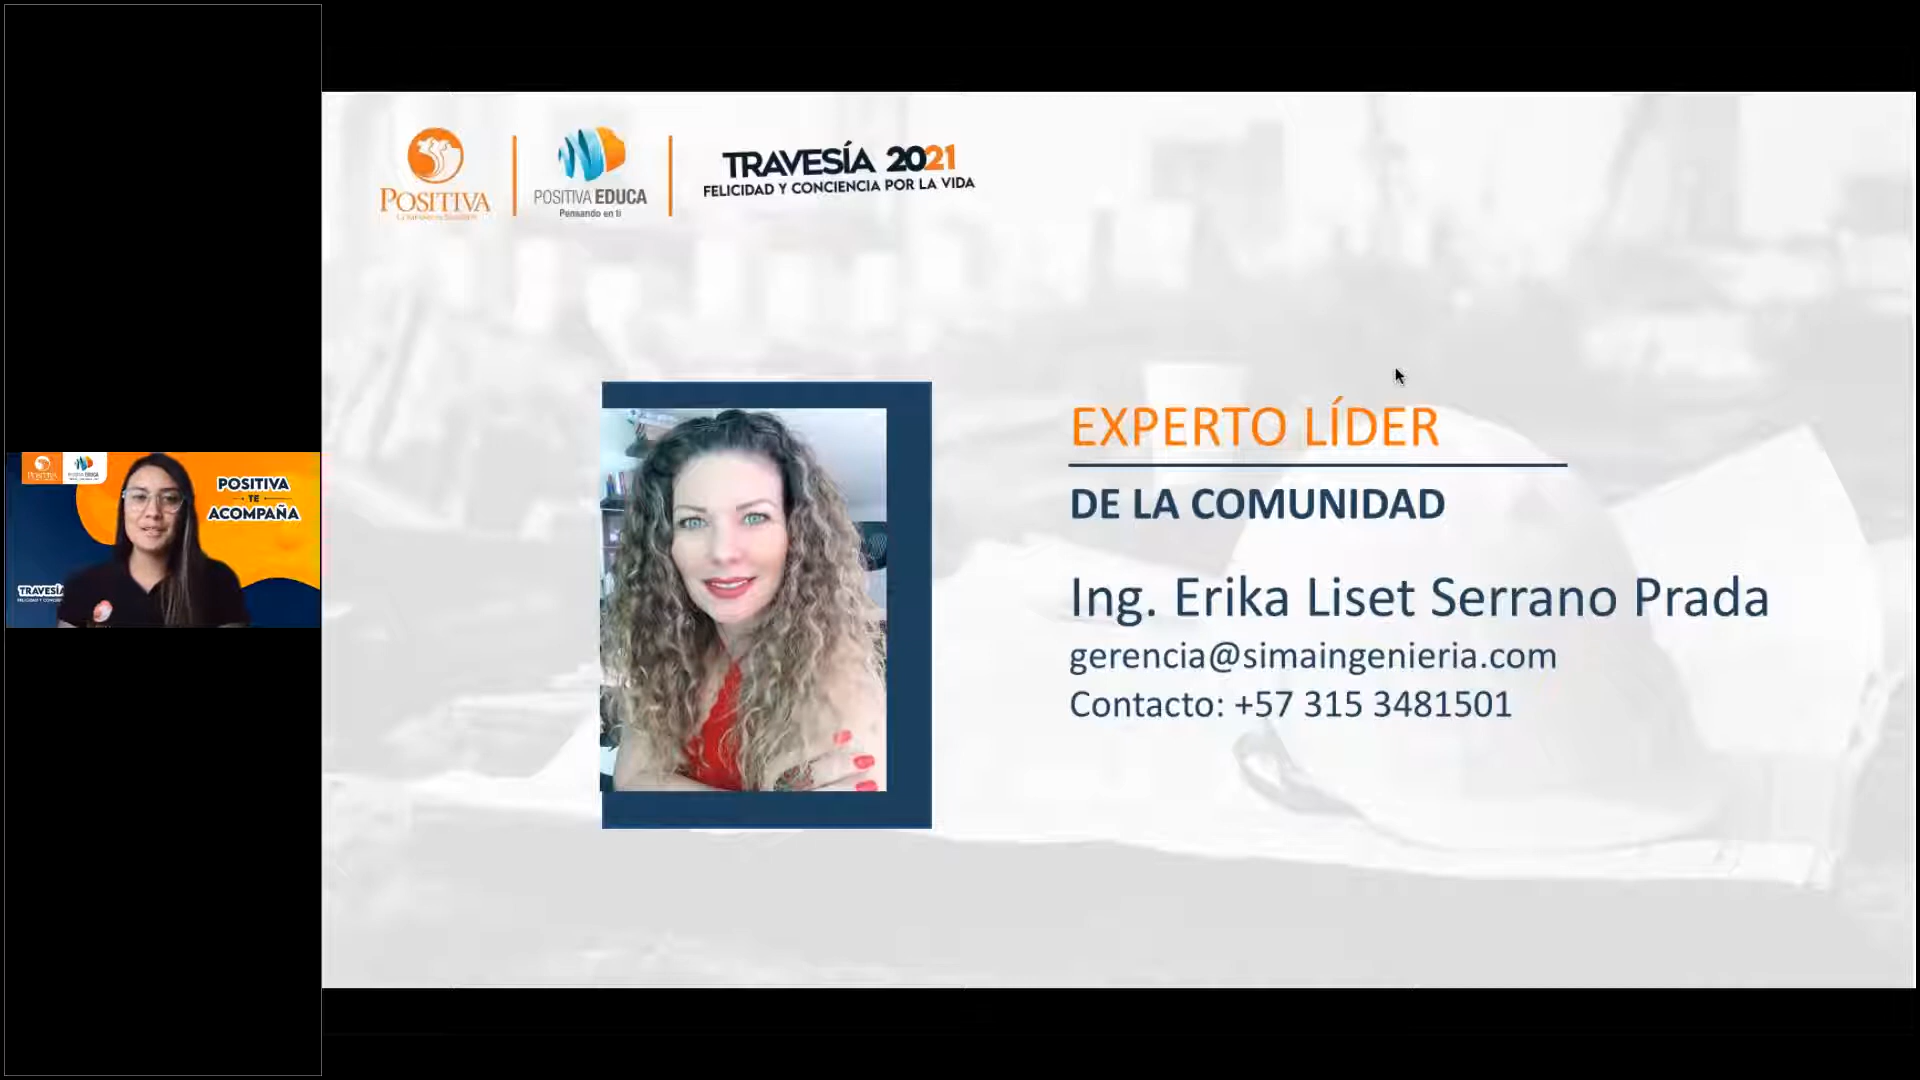 POSITIVA
POSITIVA EDUCA
Pensando en ti
TRAVESÍA 2021
FELICIDAD Y CONCIENCIA POR LA VIDA
EXPERTO LÍDER
DE LA COMUNIDAD
Ing. Erika Liset Serrano Prada
gerencia@simaingenieria.com
Contacto: +57 315 3481501
POSITIVA
TE
ACOMPAÑA